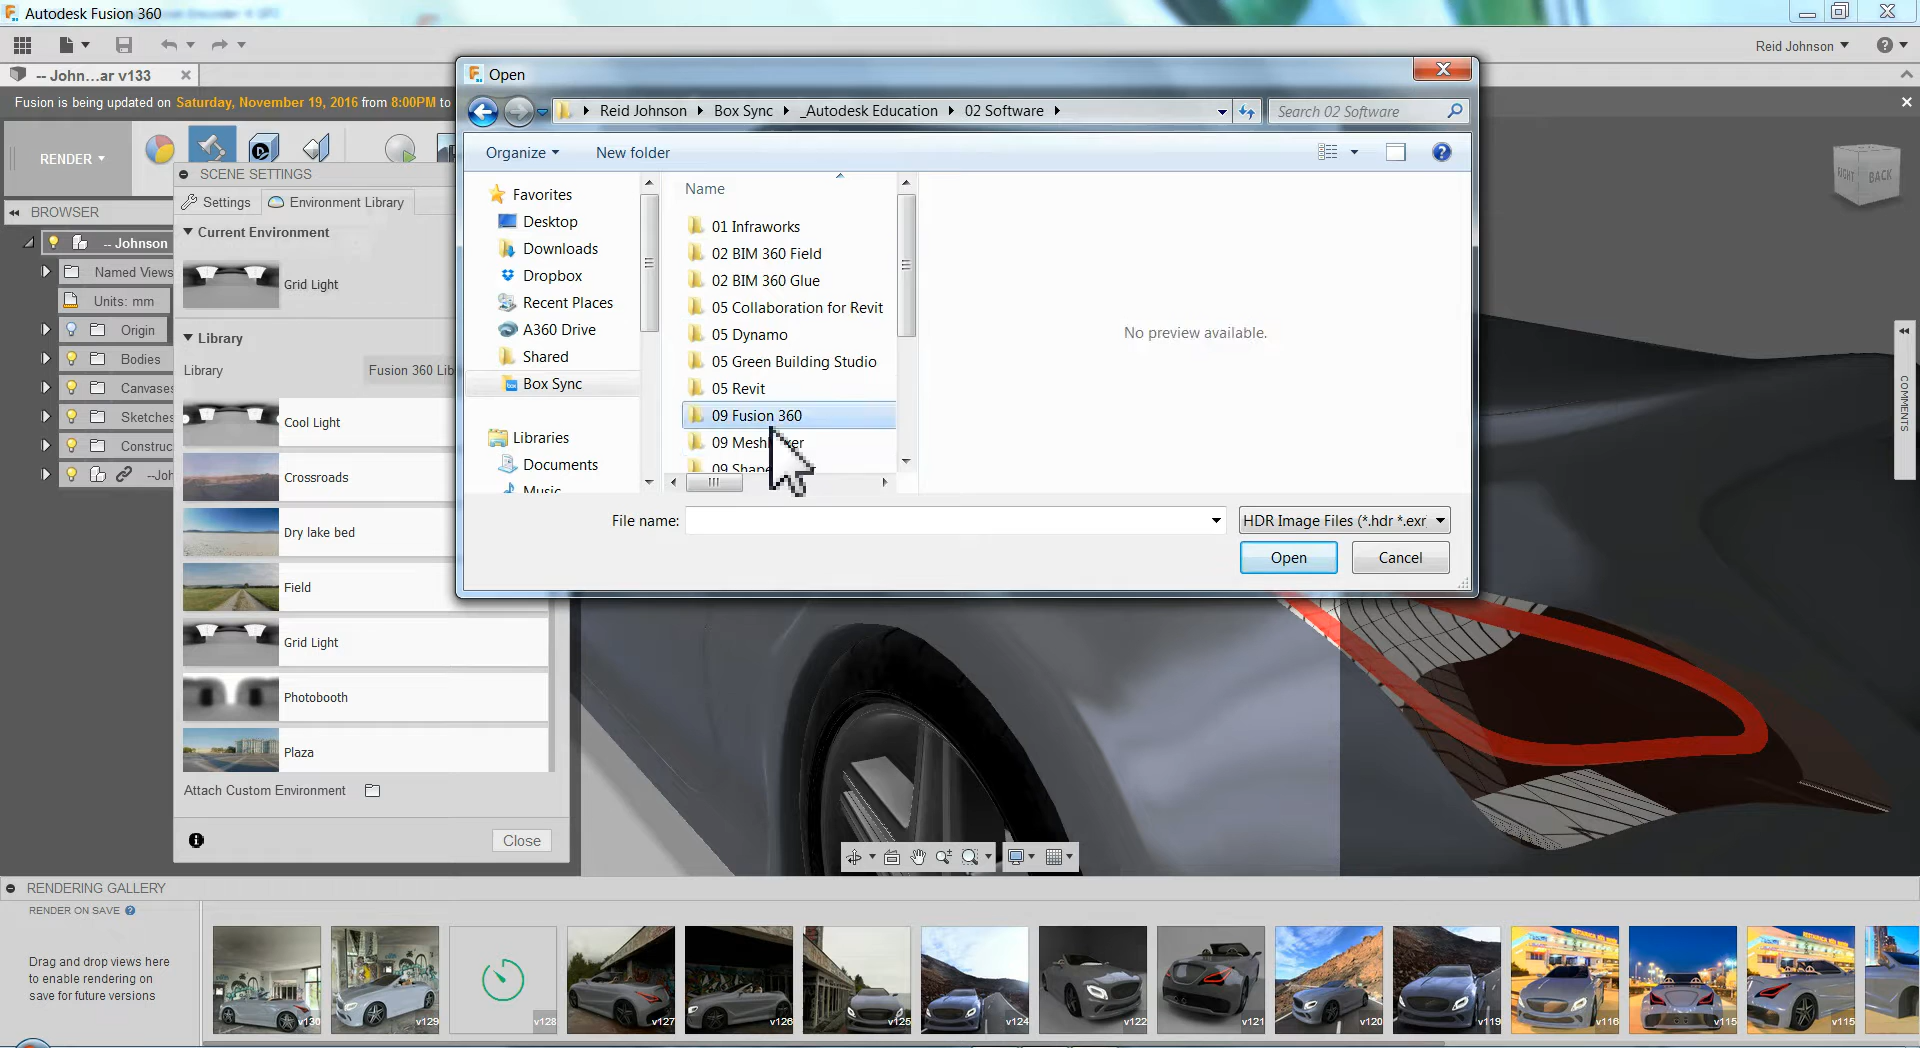 Autodesk Fusion 360
Reid Johnson
-- John...ar v133
Fusion is being updated on Saturday, November 19, 2016 from 8:00PM to
RENDER
SCENE SETTINGS
Settings
Environment Library
BROWSER
Current Environment
-- Johnson
Named Views
Grid Light
Units: mm
Origin
Library
Bodies
Library
Fusion 360 Lib
Canvases
Sketches
Construc
--Joh
Cool Light
Crossroads
Dry lake bed
Field
Grid Light
Photobooth
Plaza
Attach Custom Environment
Close
Open
Reid Johnson
Box Sync
_Autodesk Education
02 Software
Search 02 Software
Organize
New folder
Favorites
Desktop
Downloads
Dropbox
Recent Places
A360 Drive
Shared
Box Sync
Libraries
Documents
Music
Name
01 Infraworks
02 BIM 360 Field
02 BIM 360 Glue
05 Collaboration for Revit
05 Dynamo
05 Green Building Studio
05 Revit
09 Fusion 360
09 Mesh
09 Shape
No preview available.
File name:
HDR Image Files (*.hdr *.exr
Open
Cancel
RIGHT
BACK
COMMENTS
RENDERING GALLERY
RENDER ON SAVE
Drag and drop views here
to enable rendering on
save for future versions
v130
v129
v128
v127
v126
v125
v124
v122
v121
v120
v119
v116
v115
v115